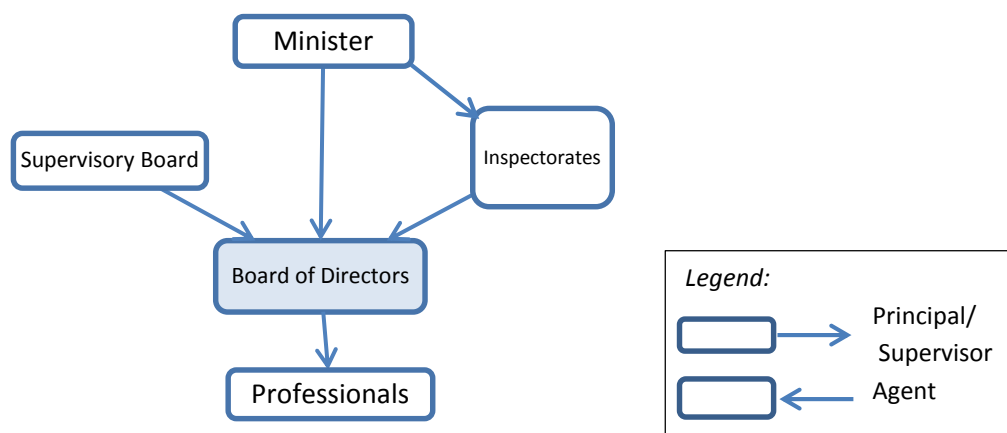 Minister
Supervisory Board
Inspectorates
Board of Directors
Professionals
Legend:
Principal/
Supervisor
Agent